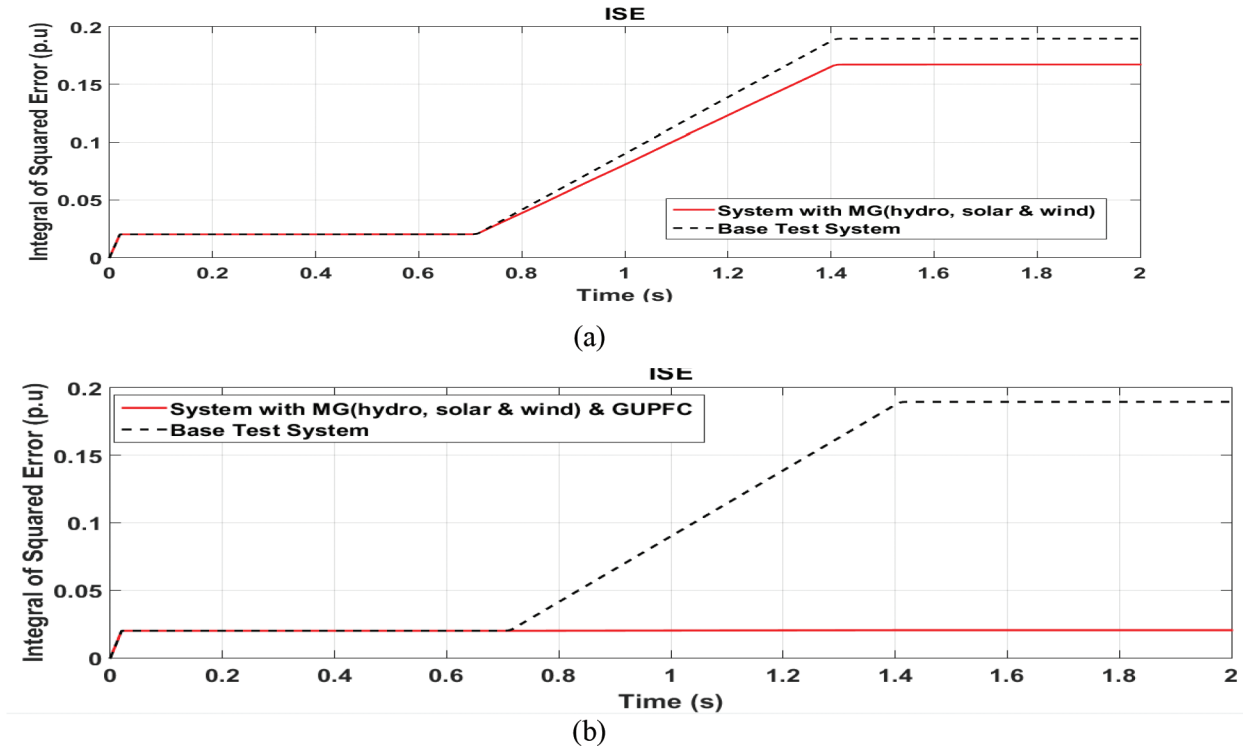 ISE
Integral of Squared Error (p.u)
0.2
0.15
0.1
0.05
0
System with MG(hydro, solar & wind)
Base Test System
0 0.2 0.4 0.6 0.8 1 1.2 1.4 1.6 1.8 2
Time (s)
(a)
ISE
Integral of Squared Error (p.u)
0.2
0.15
0.1
0.05
0
System with MG(hydro, solar & wind) & GUPFC
Base Test System
0 0.2 0.4 0.6 0.8 1 1.2 1.4 1.6 1.8 2
Time (s)
(b)